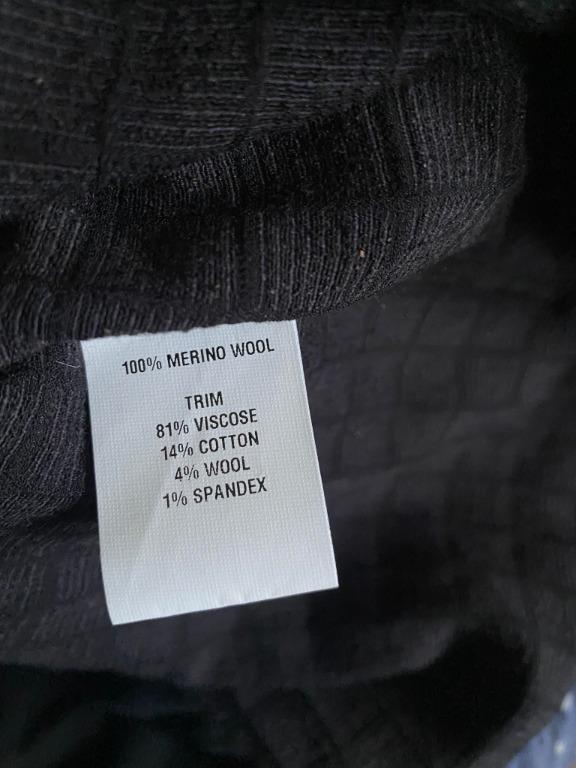 100% MERINO WOOL
TRIM
81% VISCOSE
14% COTTON
4% WOOL
1% SPANDEX